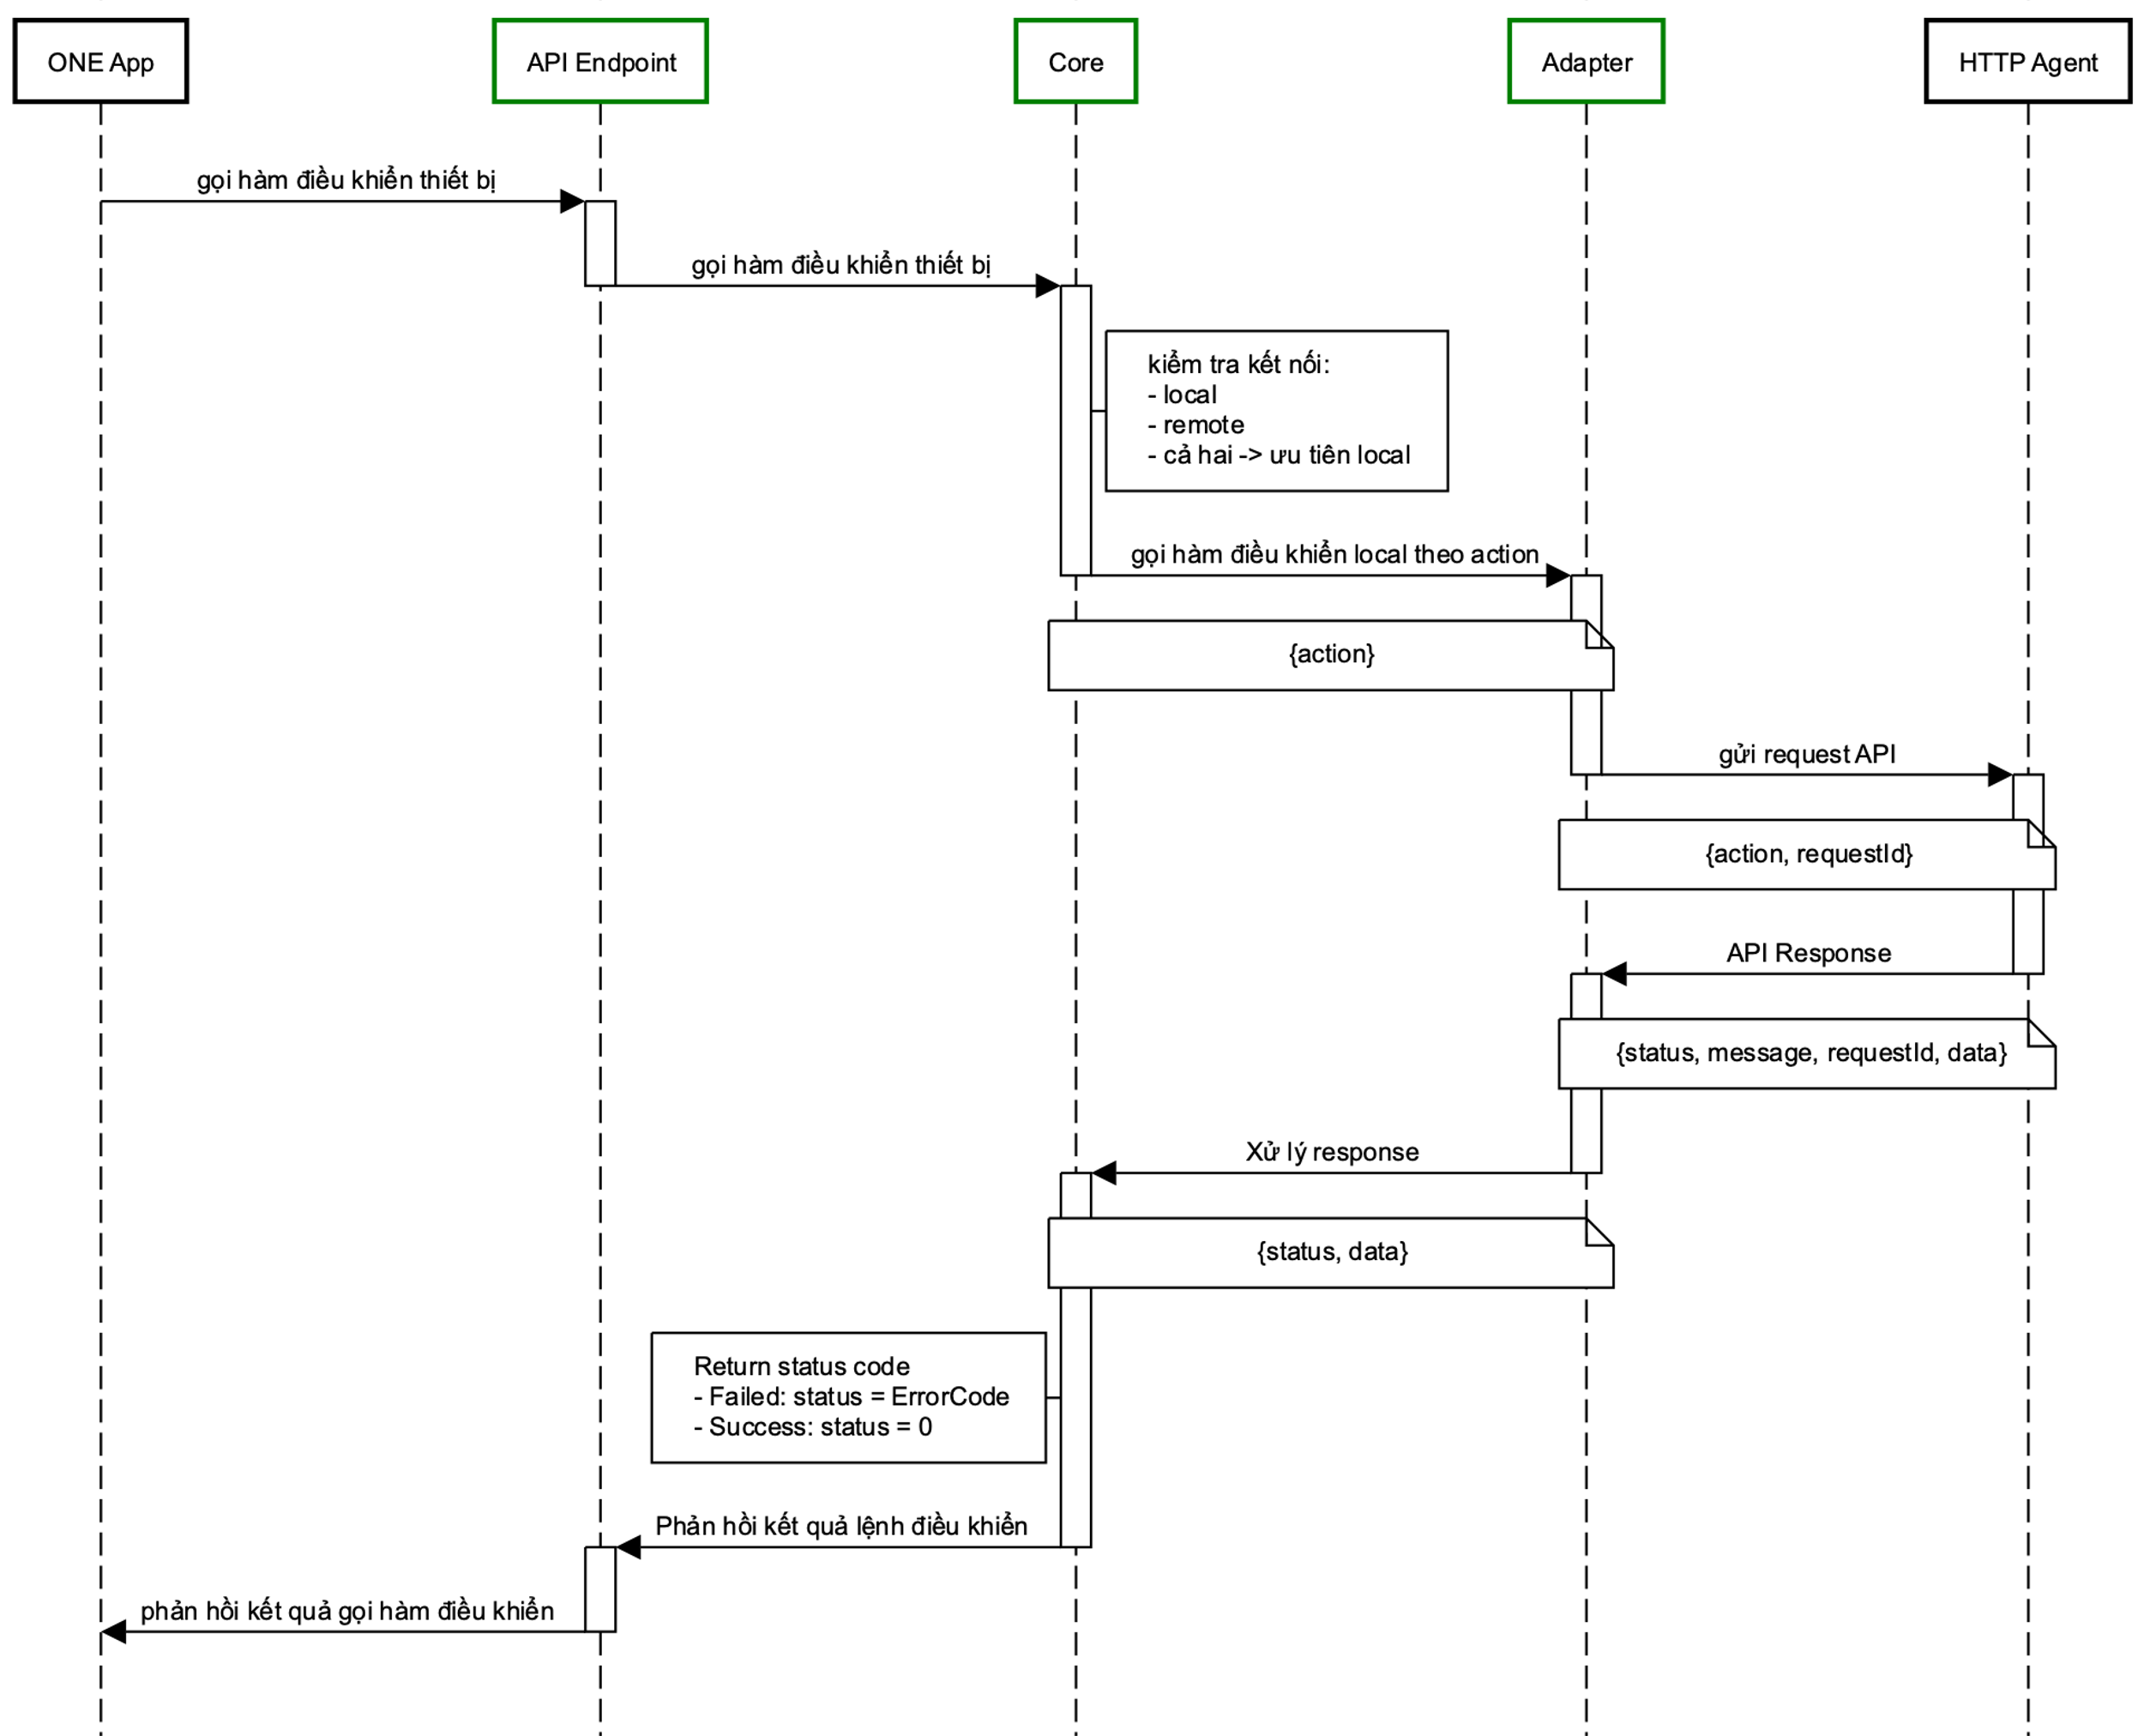 ONE App
API Endpoint
Core
Adapter
HTTP Agent
gọi hàm điều khiển thiết bị
gọi hàm điều khiển thiết bị
kiểm tra kết nối:
- local
- remote
- cả hai -> ưu tiên local
gọi hàm điều khiển local theo action
{action}
gửi request API
{action, requestId}
API Response
{status, message, requestId, data}
Xử lý response
{status, data}
Return status code
- Failed: status = ErrorCode
- Success: status = 0
Phản hồi kết quả lệnh điều khiển
phản hồi kết quả gọi hàm điều khiển